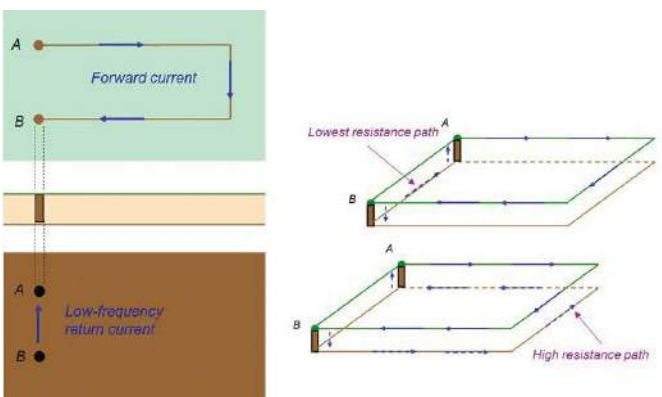 A
Forward current
B
A
Low-frequency
return current
B
A
Lowest resistance path
B
A
B
High resistance path